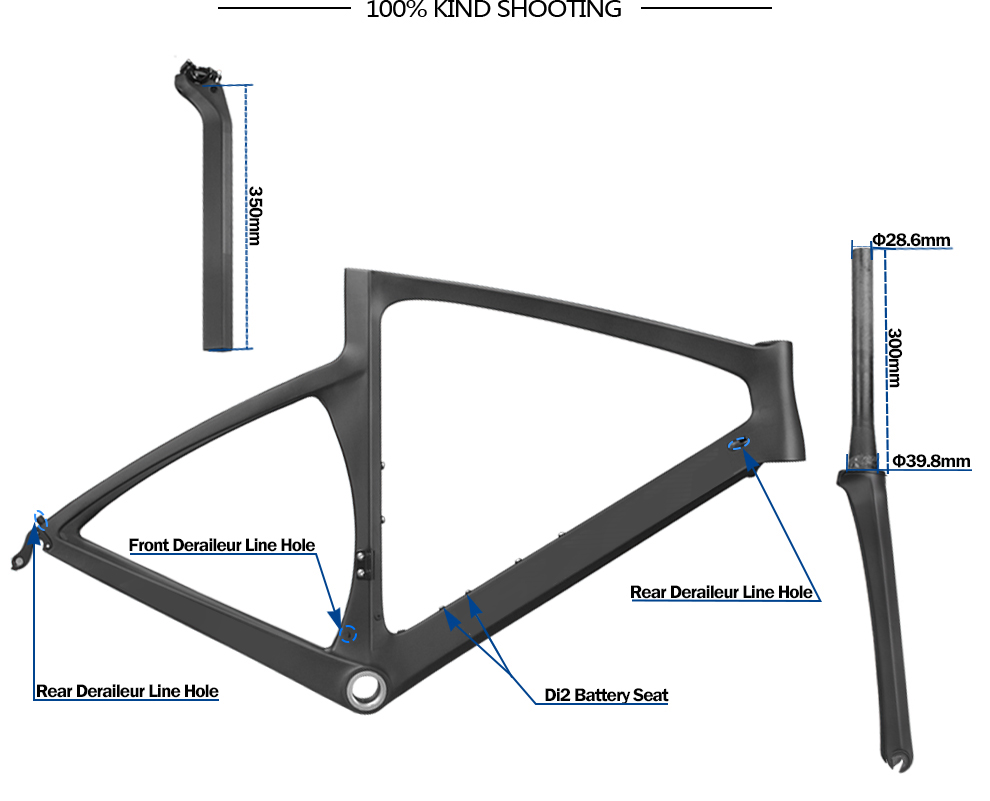 100% KIND SHOOTING
350mm
Φ28.6mm
300mm
Φ39.8mm
Front Deraileur Line Hole
Rear Deraileur Line Hole
Rear Deraileur Line Hole
Di2 Battery Seat